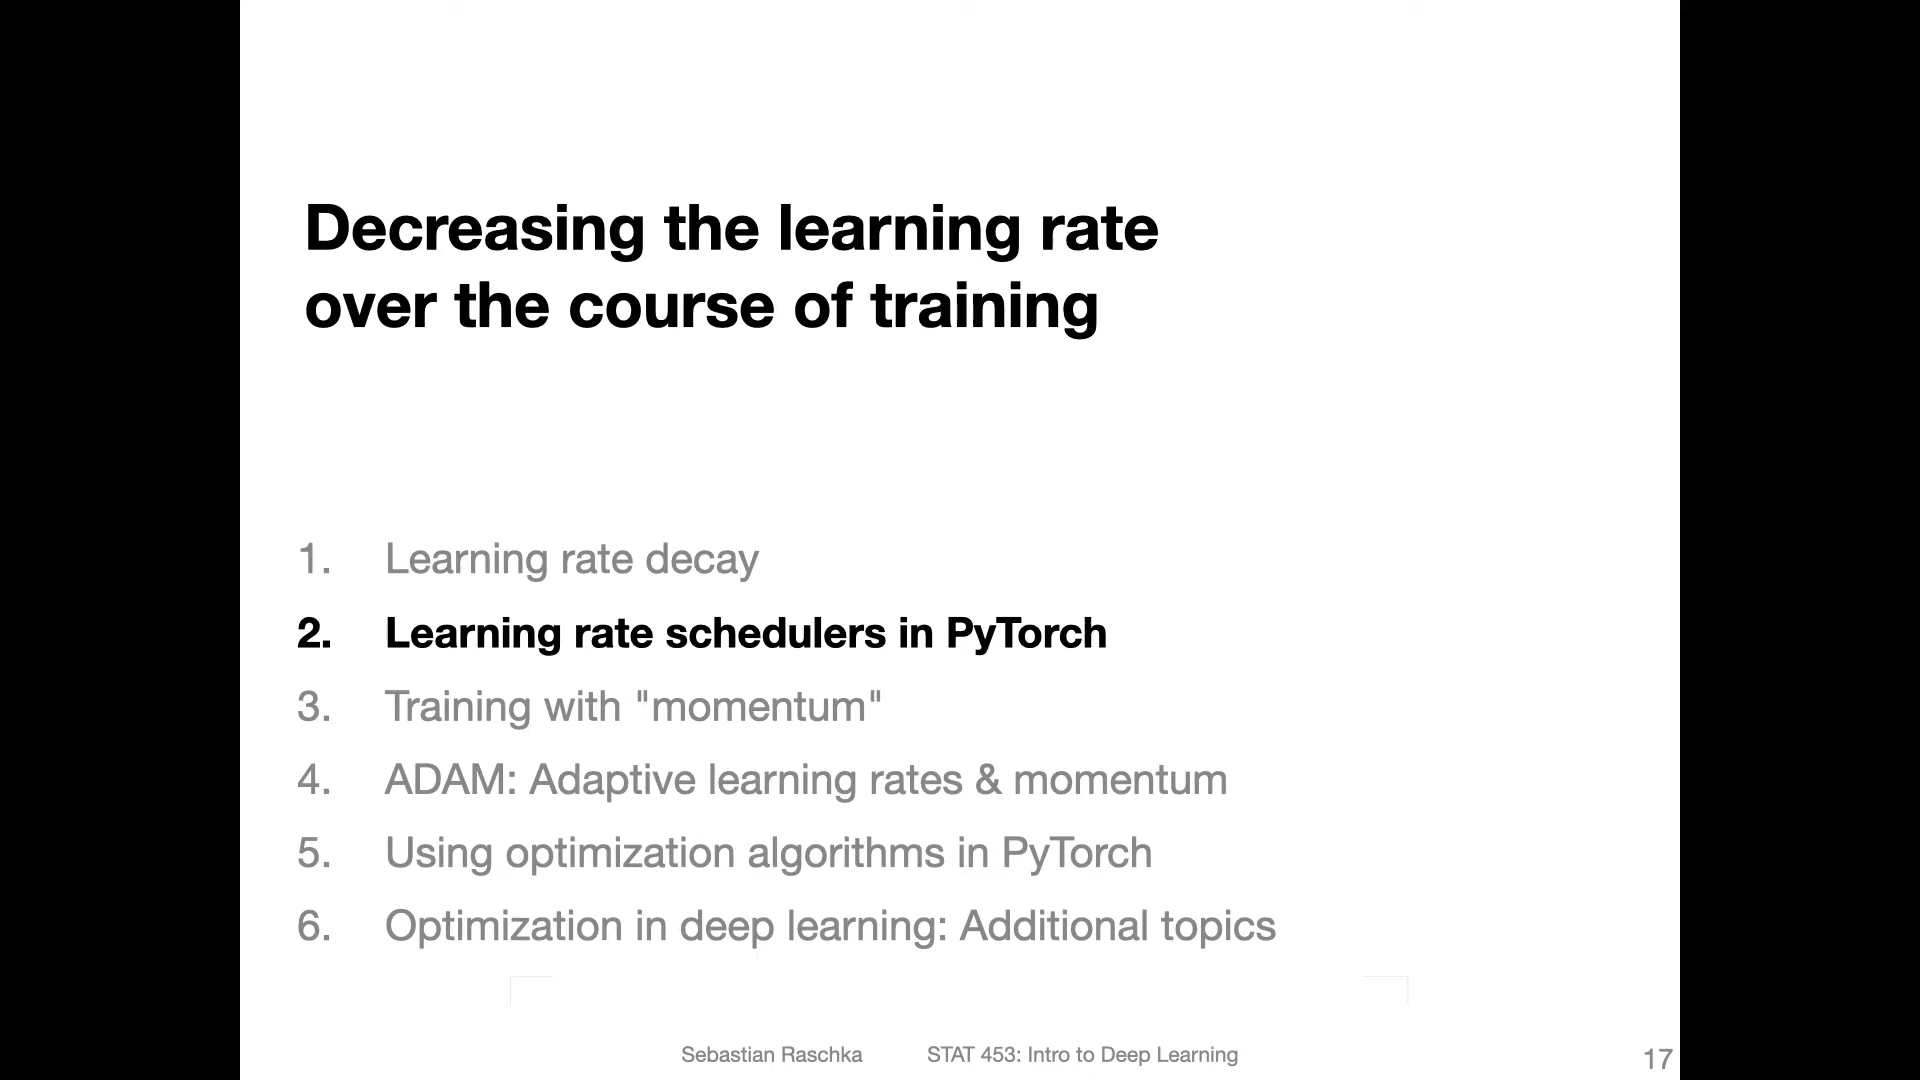 Decreasing the learning rate
over the course of training
1. Learning rate decay
2. Learning rate schedulers in PyTorch
3. Training with "momentum"
4. ADAM: Adaptive learning rates & momentum
5. Using optimization algorithms in PyTorch
6. Optimization in deep learning: Additional topics
Sebastian Raschka STAT 453: Intro to Deep Learning 17